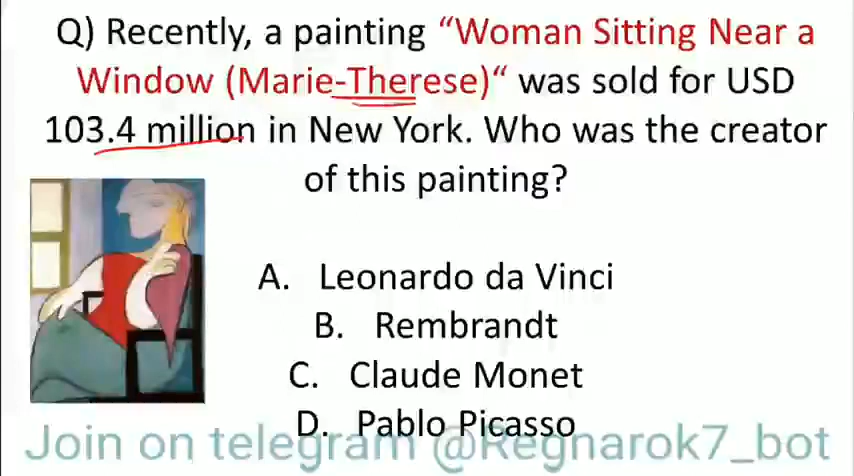 Q) Recently, a painting “Woman Sitting Near a
Window (Marie-Therese)“ was sold for USD
103.4 million in New York. Who was the creator
of this painting?
A. Leonardo da Vinci
B. Rembrandt
C. Claude Monet
D. Pablo Picasso
Join on telegram @Regnarok7_bot